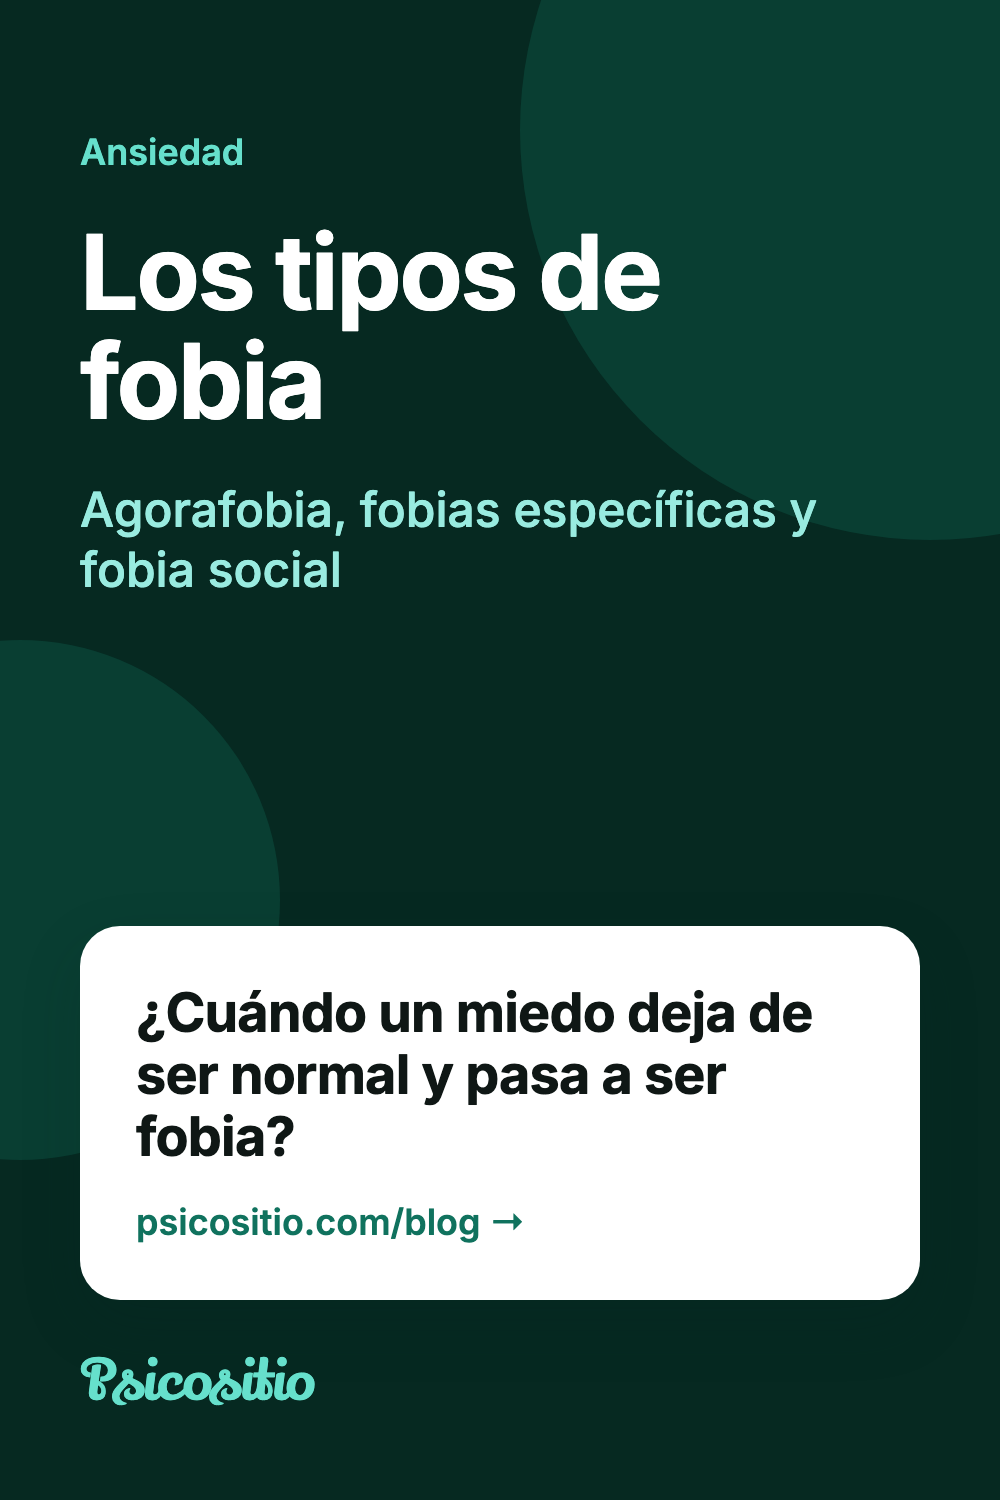 Ansiedad
Los tipos de
fobia
Agorafobia, fobias específicas y
fobia social
¿Cuándo un miedo deja de
ser normal y pasa a ser
fobia?
psicositio.com/blog →
Psicositio